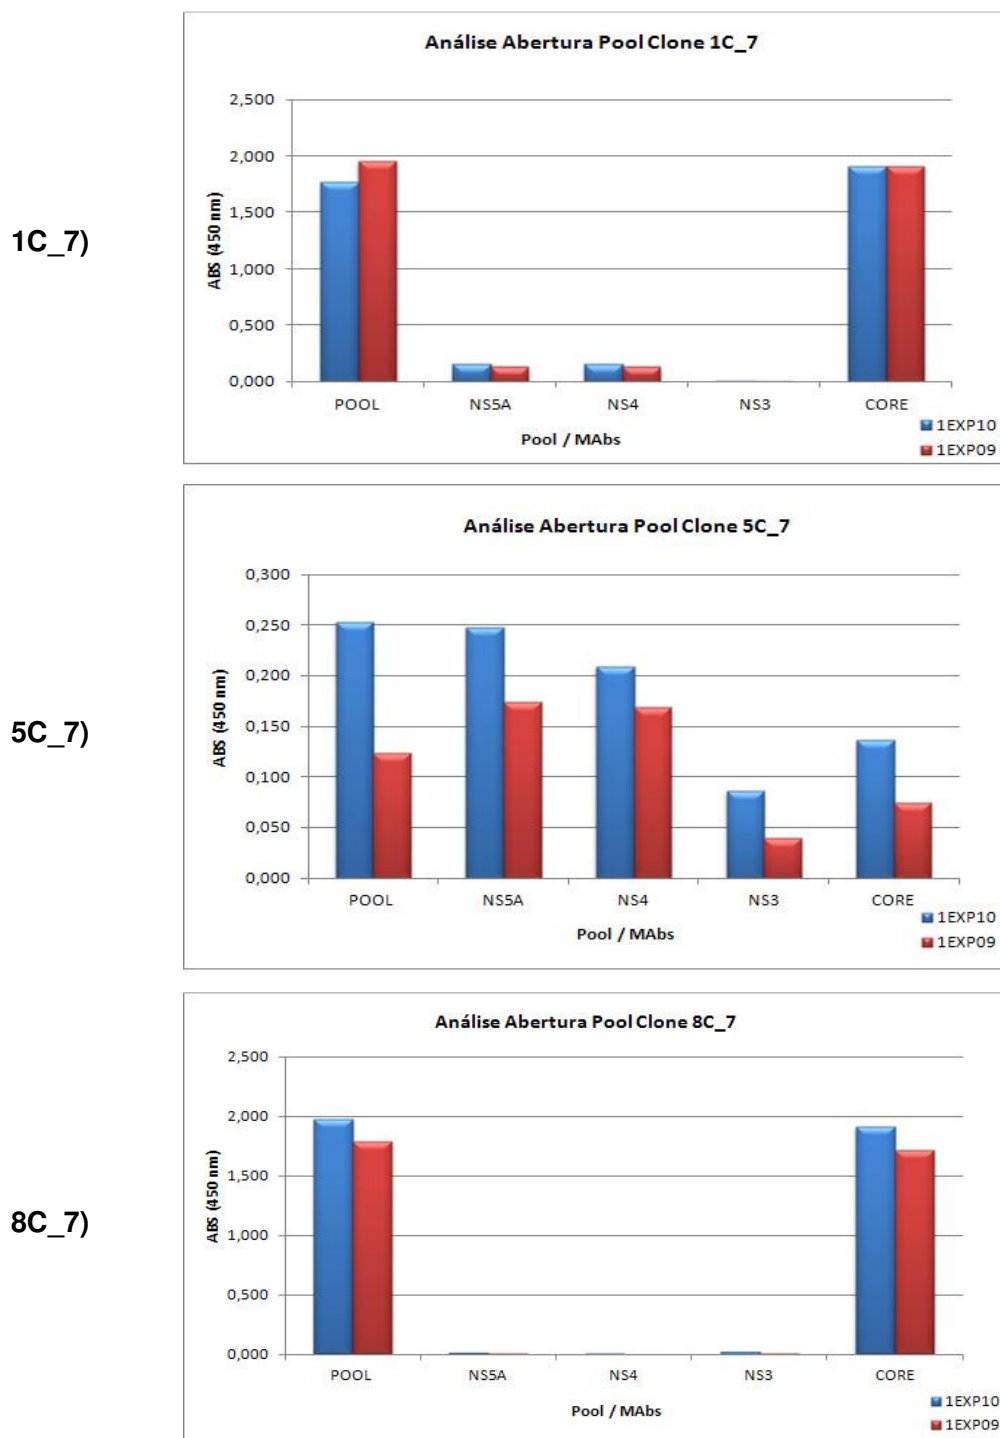 1C_7)
Análise Abertura Pool Clone 1C_7
ABS (450 nm)
2,500
2,000
1,500
1,000
0,500
0,000
POOL NS5A NS4 NS3 CORE
Pool / MAbs
1EXP10
1EXP09
5C_7)
Análise Abertura Pool Clone 5C_7
ABS (450 nm)
0,300
0,250
0,200
0,150
0,100
0,050
0,000
POOL NS5A NS4 NS3 CORE
Pool / MAbs
1EXP10
1EXP09
8C_7)
Análise Abertura Pool Clone 8C_7
ABS (450 nm)
2,500
2,000
1,500
1,000
0,500
0,000
POOL NS5A NS4 NS3 CORE
Pool / MAbs
1EXP10
1EXP09